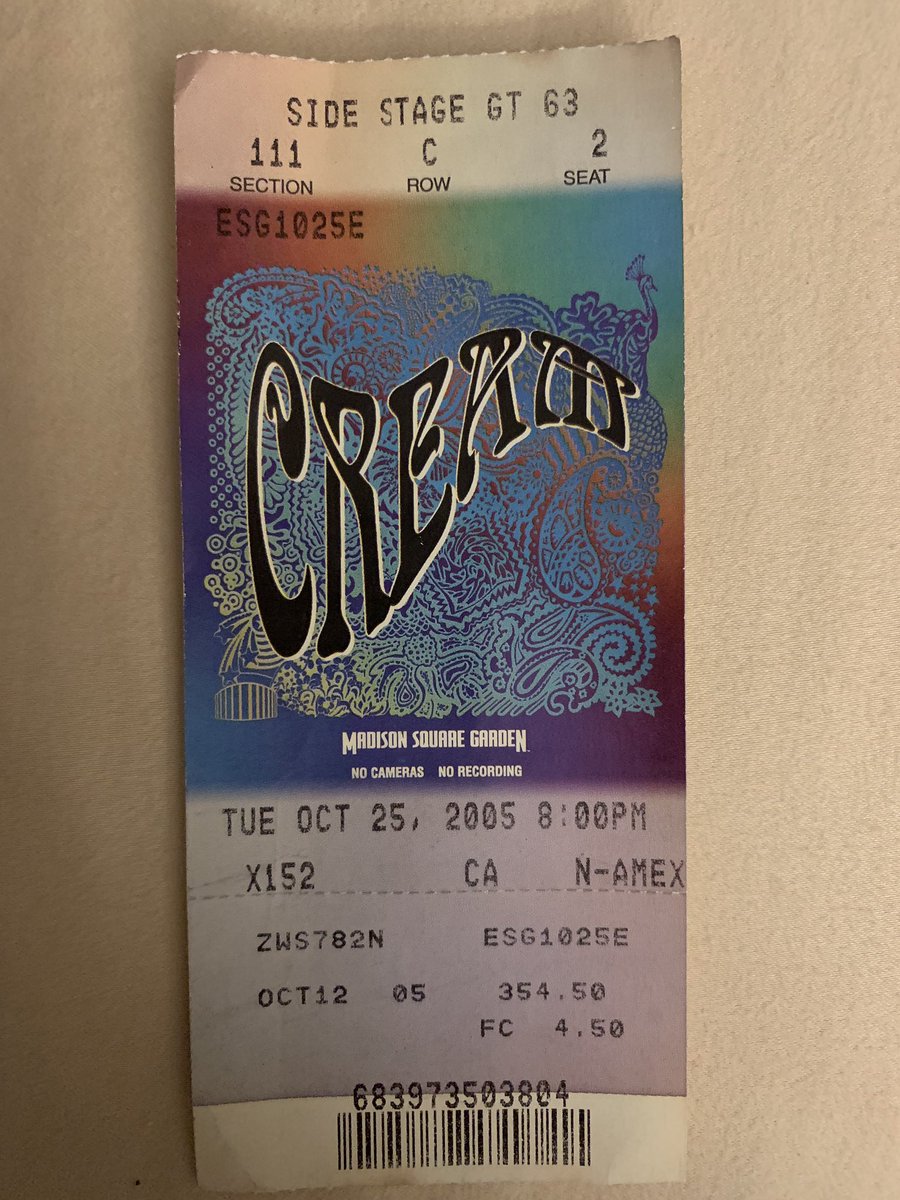 SIDE STAGE GT 63
111 C 2
SECTION ROW SEAT
ESG1025E
CREAM
MADISON SQUARE GARDEN
NO CAMERAS NO RECORDING
TUE OCT 25, 2005 8:00PM
X152 CA N-AMEX
ZWS782N ESG1025E
OCT12 05 354.50
FC 4.50
683973503804